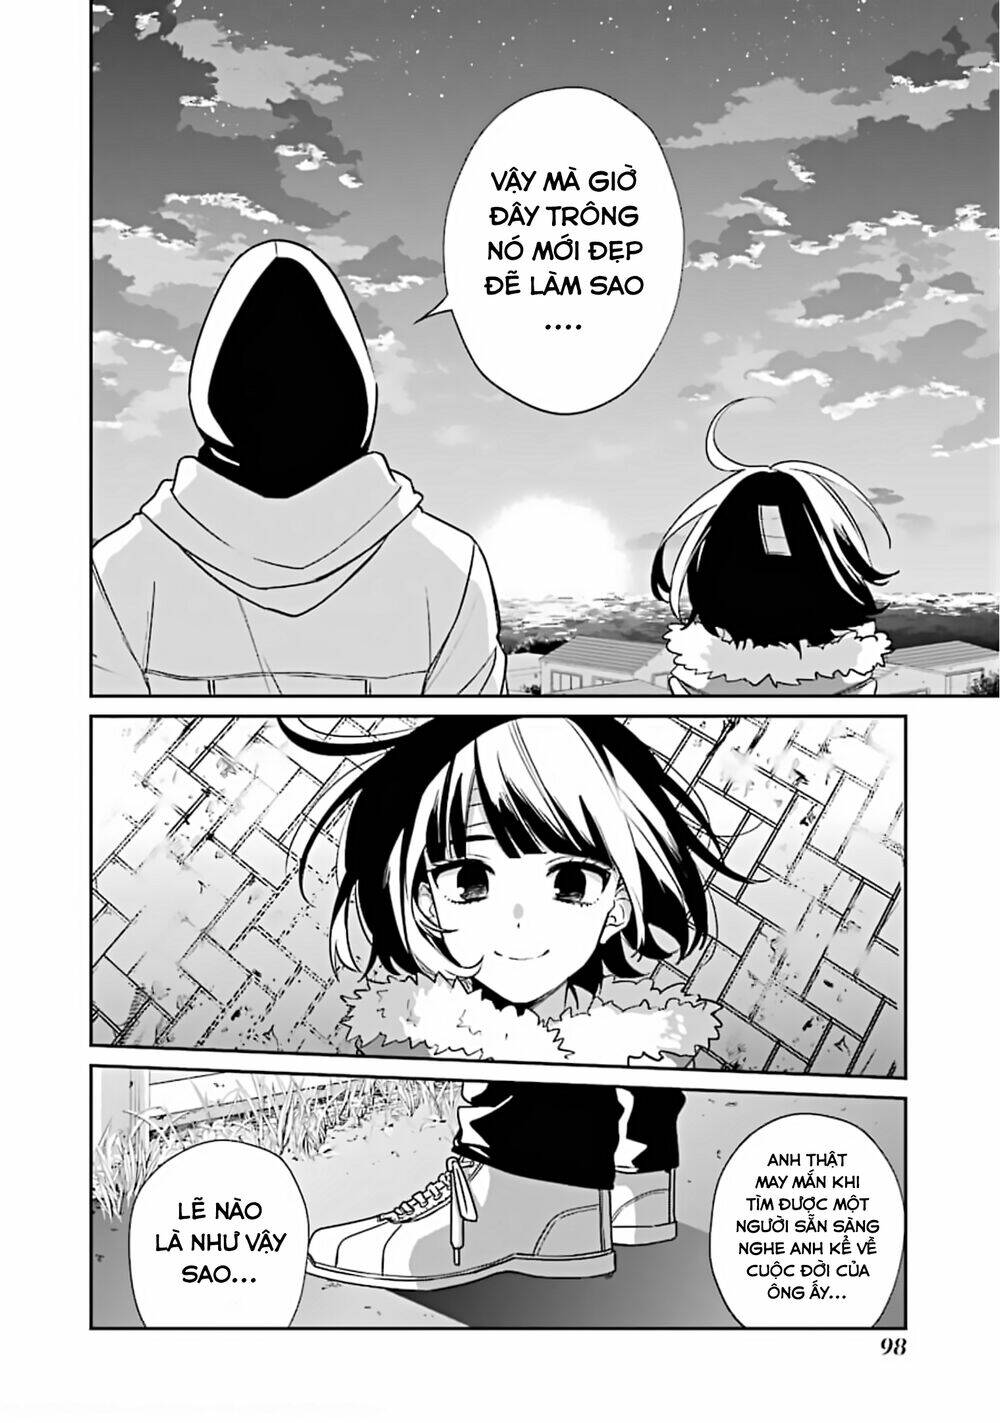 VẬY MÀ GIỜ
ĐÂY TRÔNG
NÓ MỚI ĐẸP
ĐẼ LÀM SAO
....
ANH THẬT
MAY MẮN KHI
TÌM ĐƯỢC MỘT
NGƯỜI SẴN SÀNG
NGHE ANH KỂ VỀ
CUỘC ĐỜI CỦA
ÔNG ẤY...
LẼ NÀO
LÀ NHƯ VẬY
SAO...
98